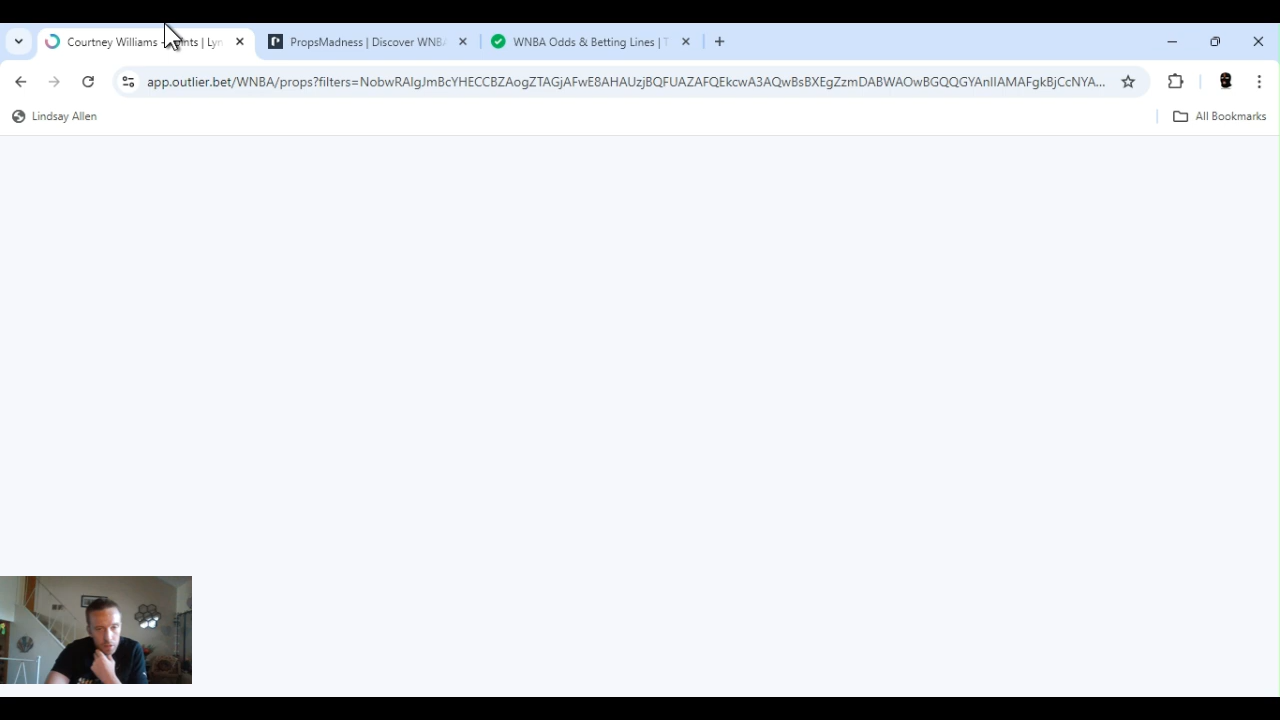 Courtney Williams - Points | Lyn
PropsMadness | Discover WNBA
WNBA Odds & Betting Lines | T
app.outlier.bet/WNBA/props?filters=NobwRAlgJmBcYHECCBZAogZTAGjAFwE8AHAUzjBQFUAZAFQEkcwA3AQwBsBXEgZzmDABWAOwBGQQGYAnIIAMAFgkBjCcNYA...
Lindsay Allen
All Bookmarks